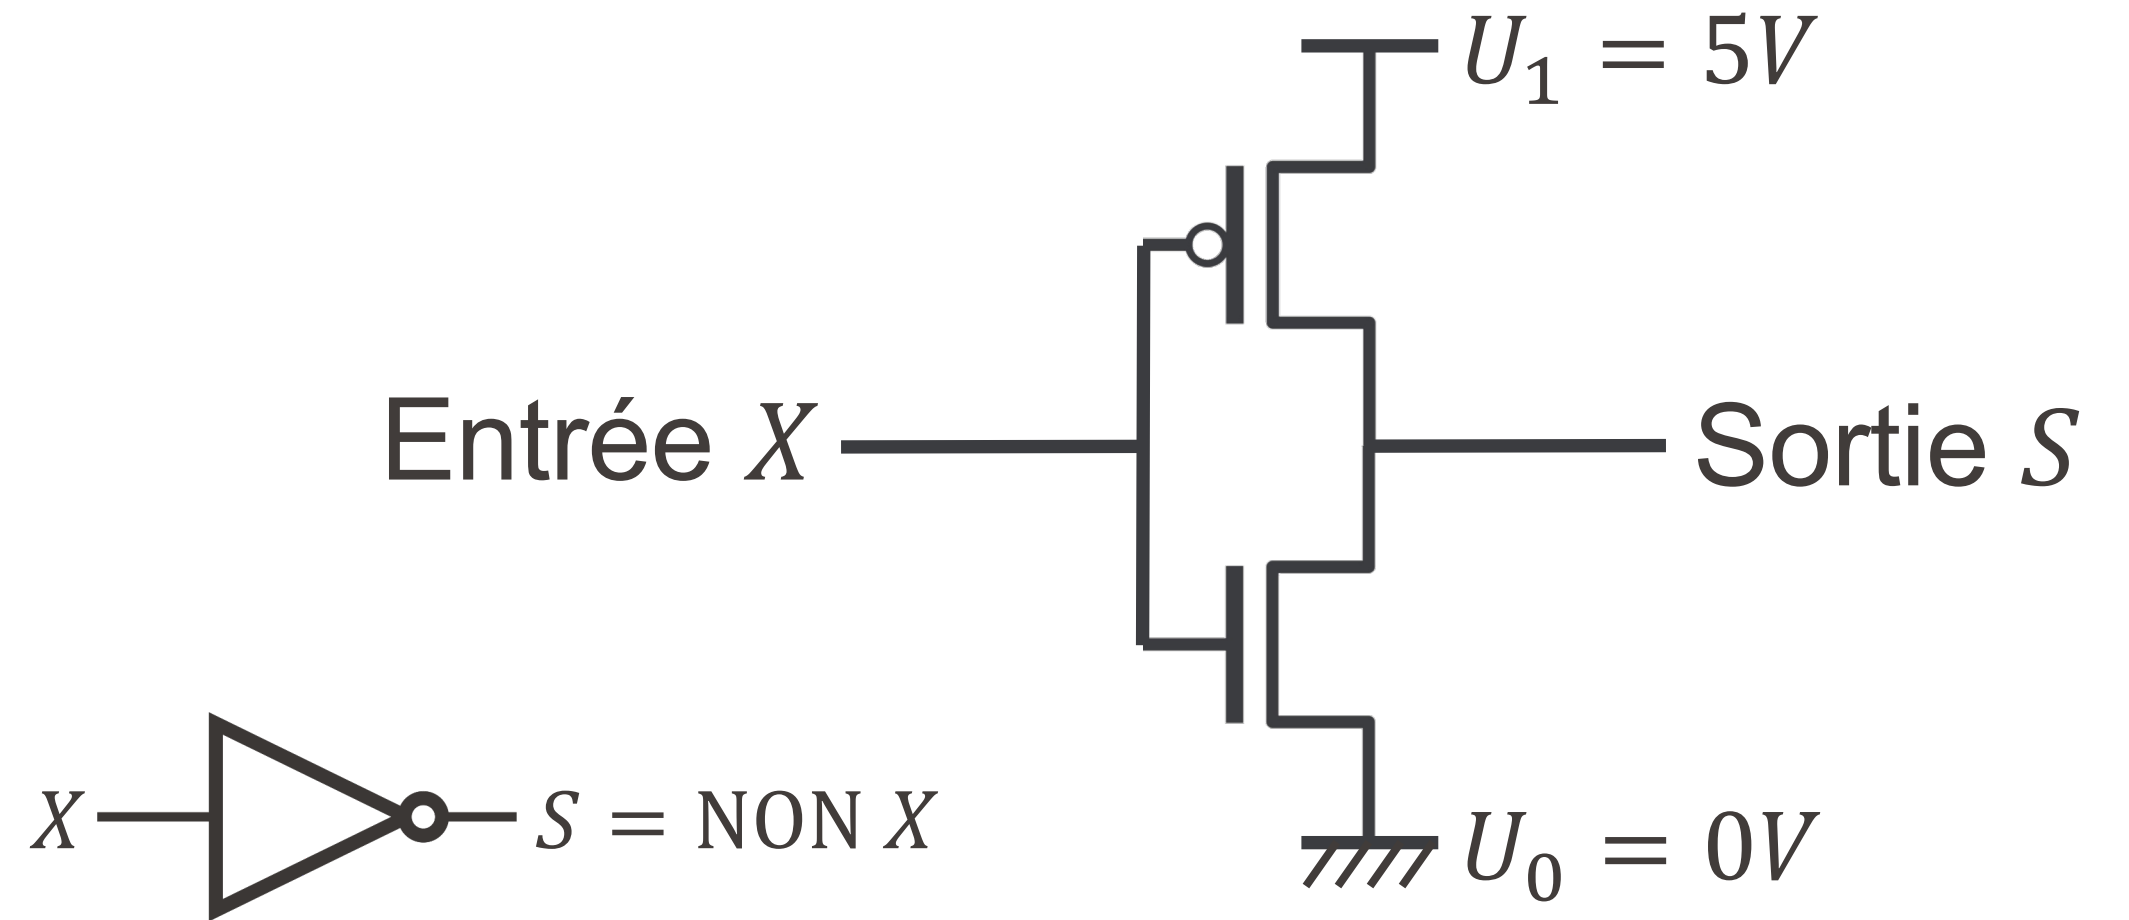 U₁ = 5V
Entrée X
Sortie S
X
S = NON X
U₀ = 0V